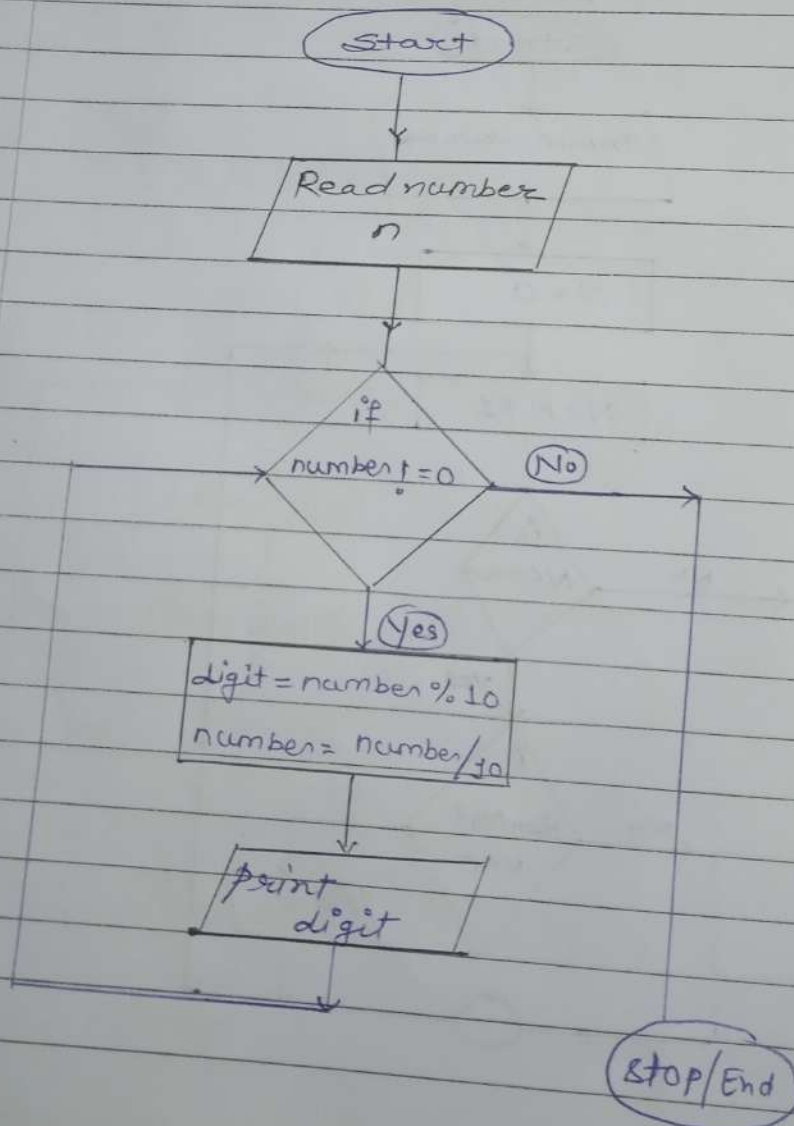 Start
Read number
n
if
number != 0
No
Yes
digit = number % 10
number = number/10
print
digit
Stop/End